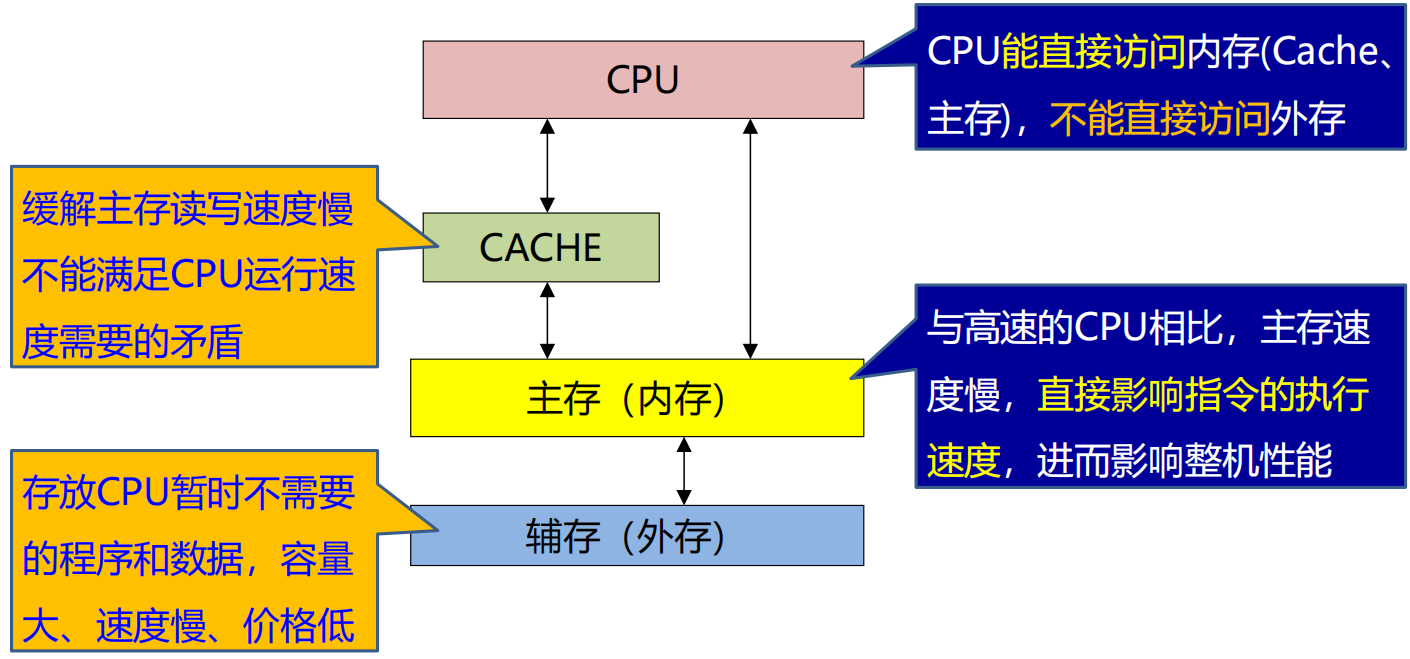 CPU
CPU能直接访问内存(Cache、
主存)，不能直接访问外存
缓解主存读写速度慢
不能满足CPU运行速
度需要的矛盾
CACHE
与高速的CPU相比，主存速
度慢，直接影响指令的执行
速度，进而影响整机性能
主存（内存）
存放CPU暂时不需要
的程序和数据，容量
大、速度慢、价格低
辅存（外存）